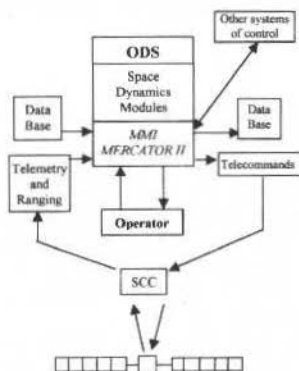 Other systems
of control
ODS
Space
Dynamics
Modules
Data
Base
MMI
MERCATOR II
Data
Base
Telemetry
and
Ranging
Telecommands
Operator
SCC